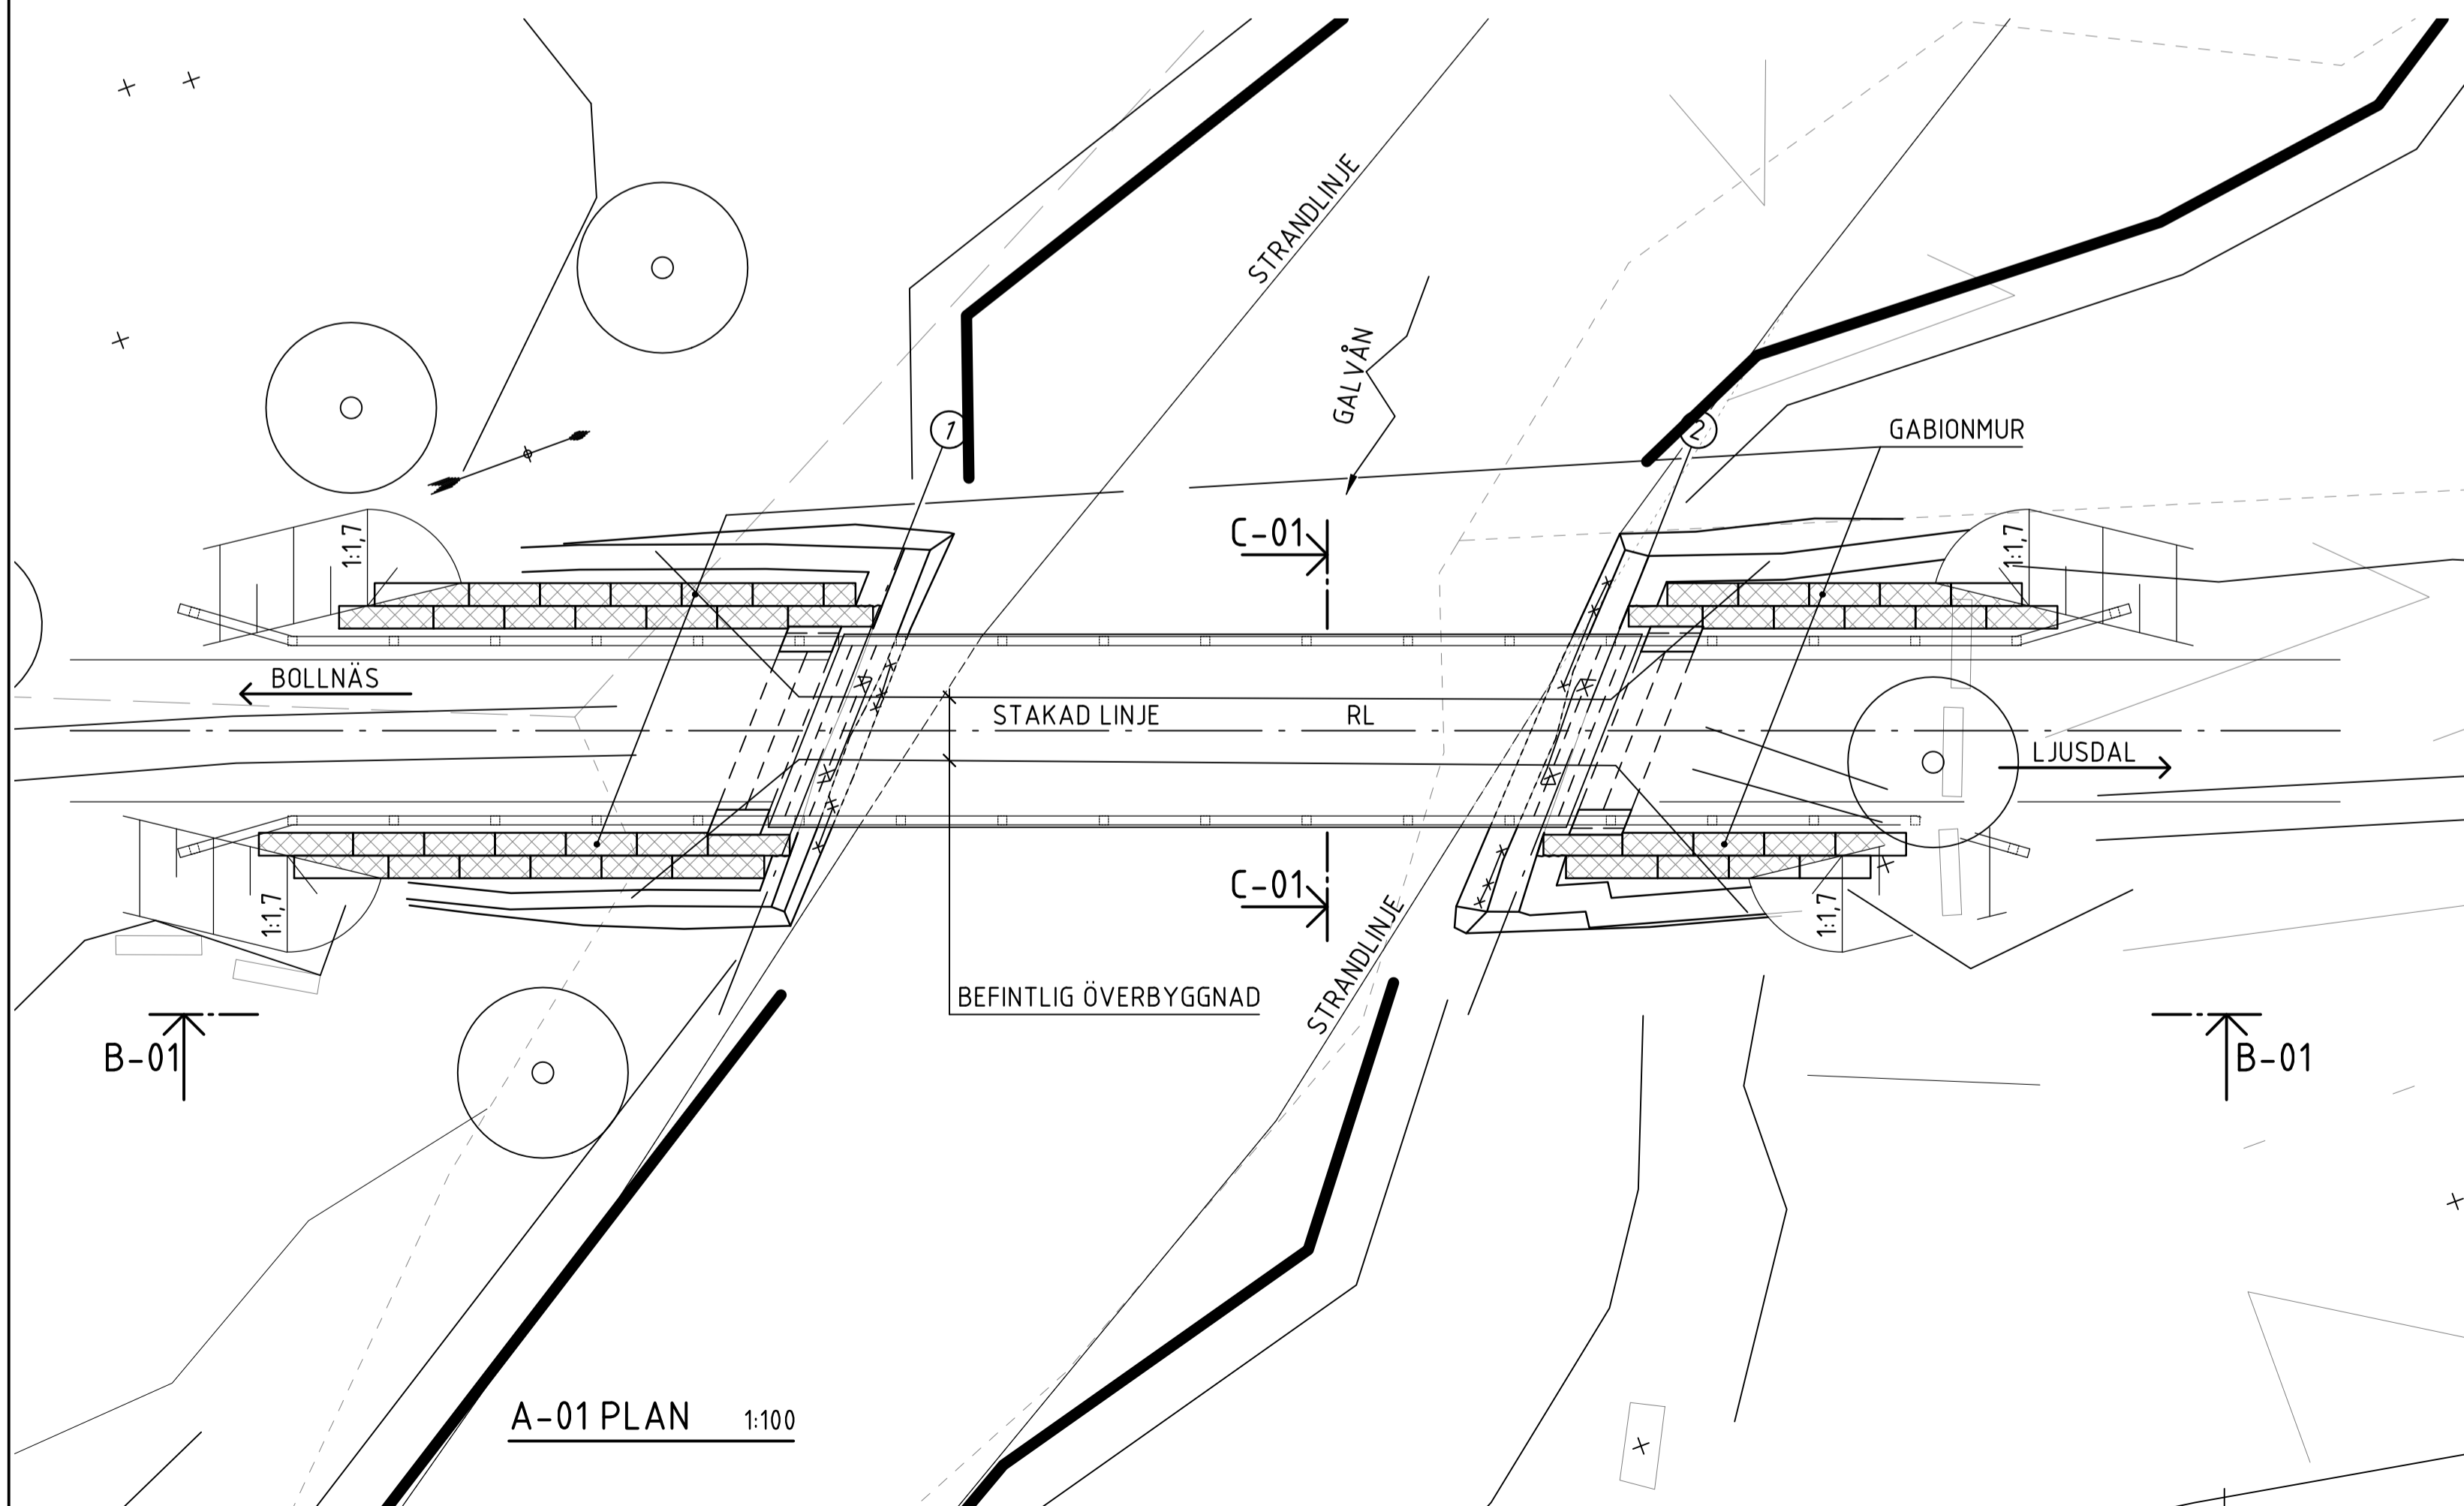 STRANDLINJE
GALVÅN
1
2
GABIONMUR
C-01
1:1,7
1:1,7
BOLLNÄS
STAKAD LINJE
RL
LJUSDAL
C-01
1:1,7
1:1,7
STRANDLINJE
BEFINTLIG ÖVERBYGGNAD
B-01
B-01
A-01 PLAN 1:100